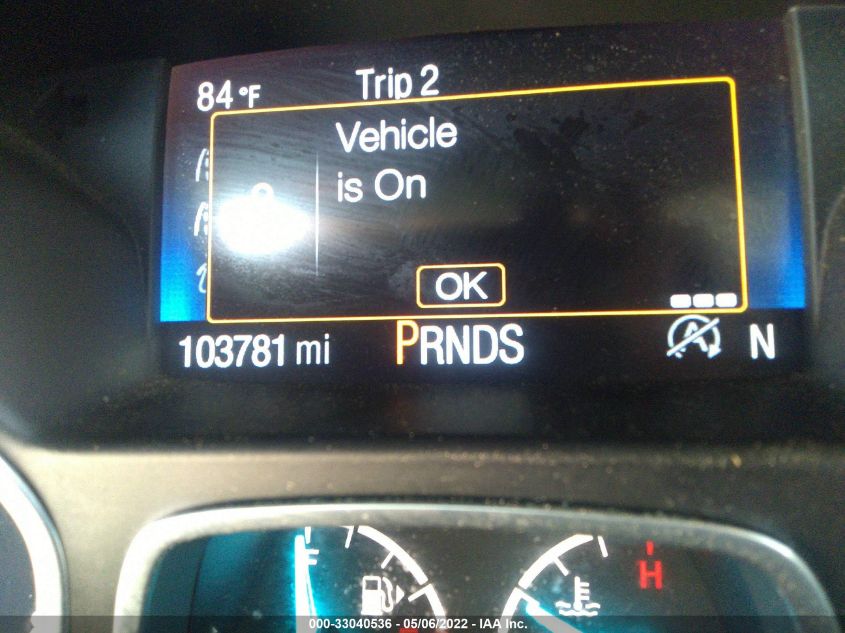 84 °F
Trip 2
Vehicle
is On
OK
103781 mi
PRNDS
A
N
F
H
000-33040536 - 05/06/2022 - IAA Inc.